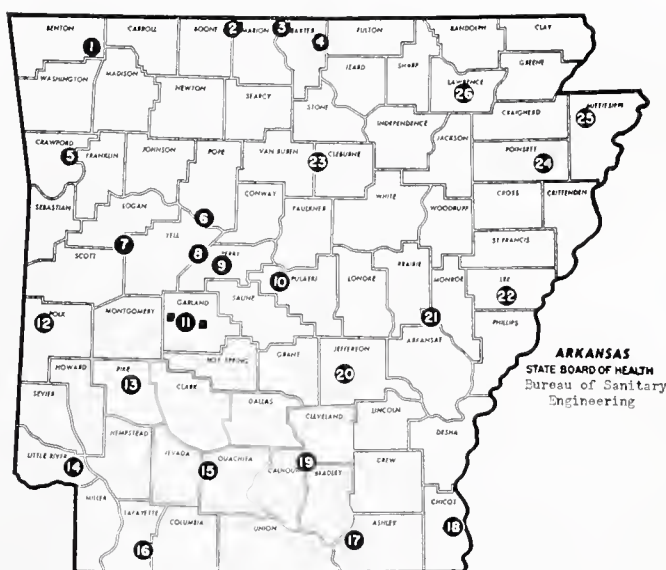 BENTON CARROLL BOONE MARION BAXTER FULTON RANDOLPH CLAY
1 2 3 4
WASHINGTON MADISON NEWTON SEARCY STONE IZARD SHARP LAWRENCE GREENE
26
CRAWFORD FRANKLIN JOHNSON POPE VAN BUREN CLEBURNE INDEPENDENCE JACKSON CRAIGHEAD MISSISSIPPI
5 23 25
POINSETT
24
SEBASTIAN LOGAN YELL CONWAY FAULKNER WHITE WOODRUFF CROSS CRITTENDEN
6
SCOTT PERRY ST FRANCIS
7 8 9
POLK MONTGOMERY GARLAND SALINE PULASKI LONOKE PRAIRIE MONROE LEE
10 11 12 21 22
PHILLIPS
HOWARD PIKE HOT SPRING GRANT JEFFERSON ARKANSAS
13 20
SEVIER CLARK DALLAS CLEVELAND LINCOLN DESHA
HEMPSTEAD
LITTLE RIVER OUACHITA CALHOUN BRADLEY DREW
14 15 19
MILLER LAFAYETTE COLUMBIA UNION ASHLEY CHICOT
16 17 18
ARKANSAS
STATE BOARD OF HEALTH
Bureau of Sanitary
Engineering